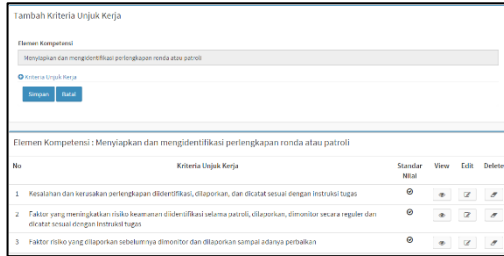 Tambah Kriteria Unjuk Kerja
Elemen Kompetensi
Menyiapkan dan mengidentifikasi perlengkapan ronda atau patroli
Kriteria Unjuk Kerja
Simpan Batal
Elemen Kompetensi : Menyiapkan dan mengidentifikasi perlengkapan ronda atau patroli
No Kriteria Unjuk Kerja Standar Nilai View Edit Delete
1 Kesalahan dan kerusakan perlengkapan diidentifikasi, dilaporkan, dan dicatat sesuai dengan instruksi tugas
2 Faktor yang meningkatkan risiko keamanan diidentifikasi selama patroli, dilaporkan, dimonitor secara reguler dan
dicatat sesuai dengan instruksi tugas
3 Faktor risiko yang dilaporkan sebelumnya dimonitor dan dilaporkan sampai adanya perbaikan